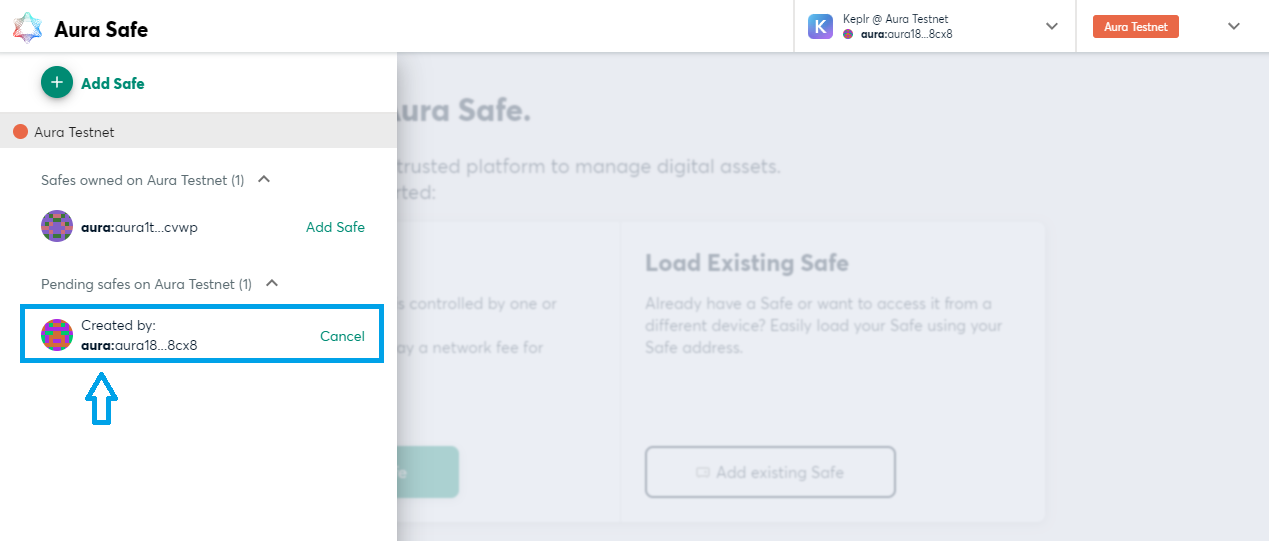 Aura Safe
K
Keplr @ Aura Testnet
aura:aura18...8cx8
Aura Testnet
Add Safe
Aura Testnet
Safes owned on Aura Testnet (1)
aura:aura1t...cvwp
Add Safe
Pending safes on Aura Testnet (1)
Created by:
aura:aura18...8cx8
Cancel
Aura Safe.
trusted platform to manage digital assets.
rted:
s controlled by one or
ay a network fee for
e
Load Existing Safe
Already have a Safe or want to access it from a
different device? Easily load your Safe using your
Safe address.
Add existing Safe